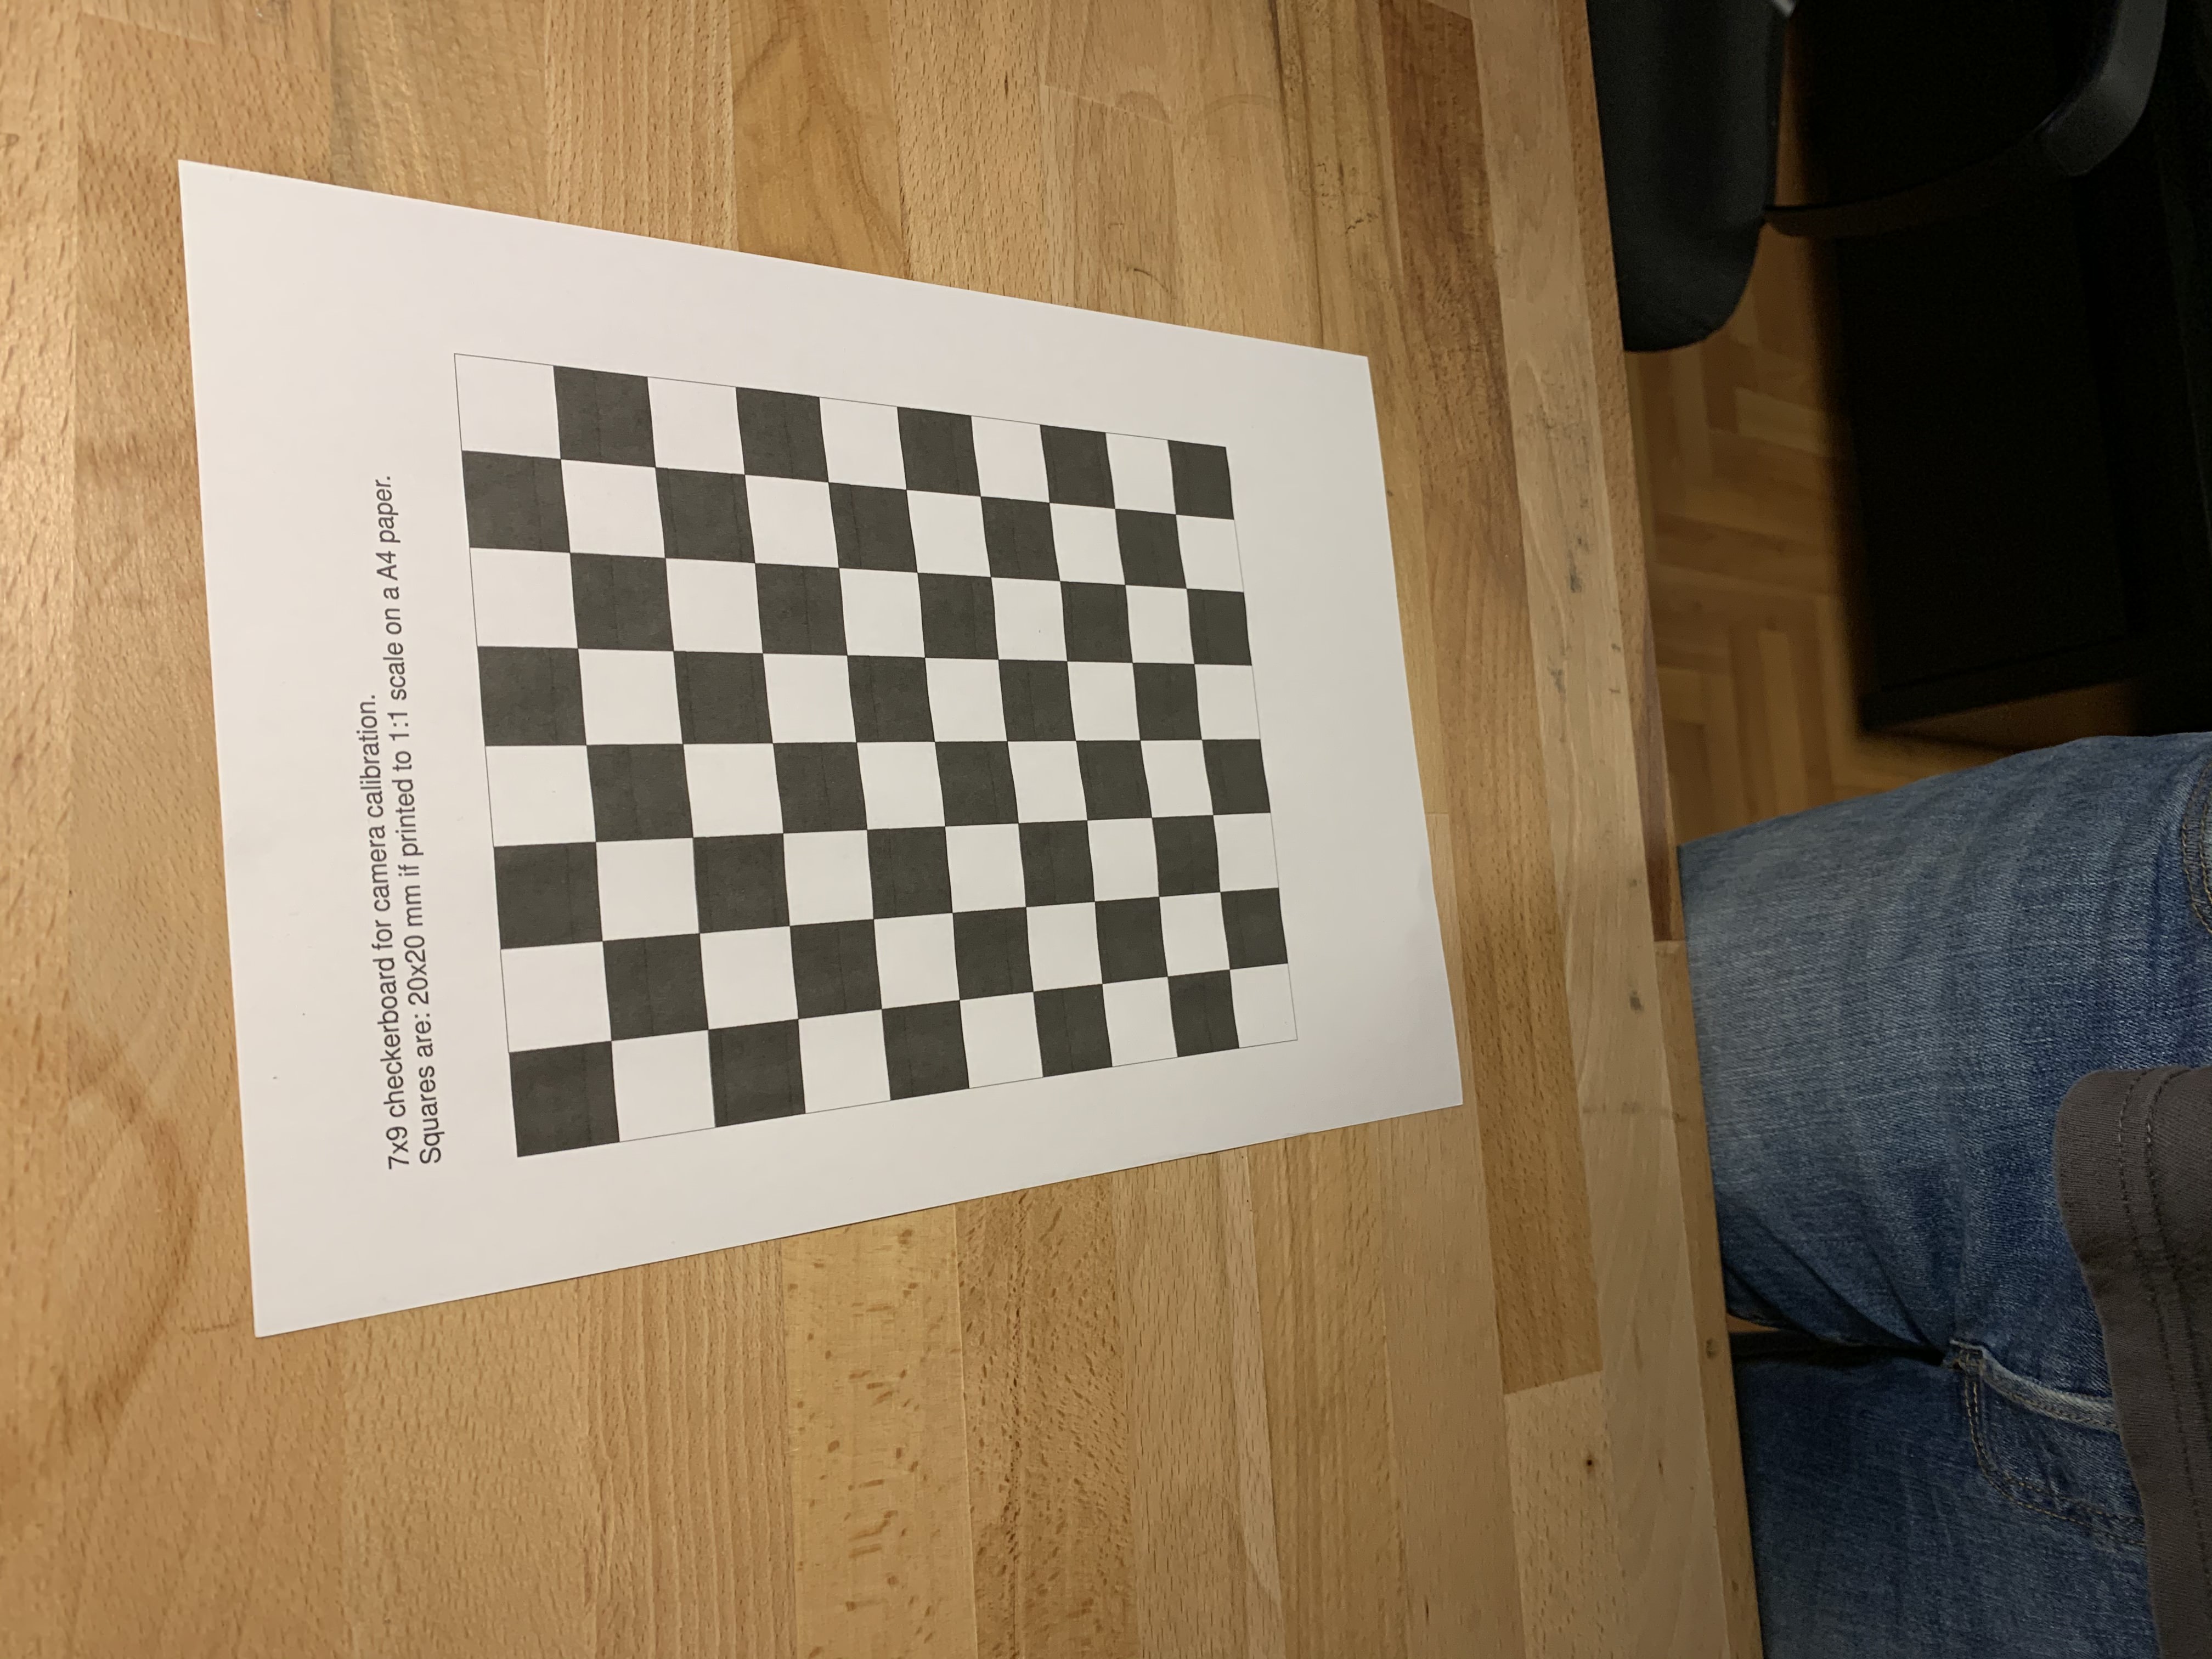 7x9 checkerboard for camera calibration.
Squares are: 20x20 mm if printed to 1:1 scale on a A4 paper.